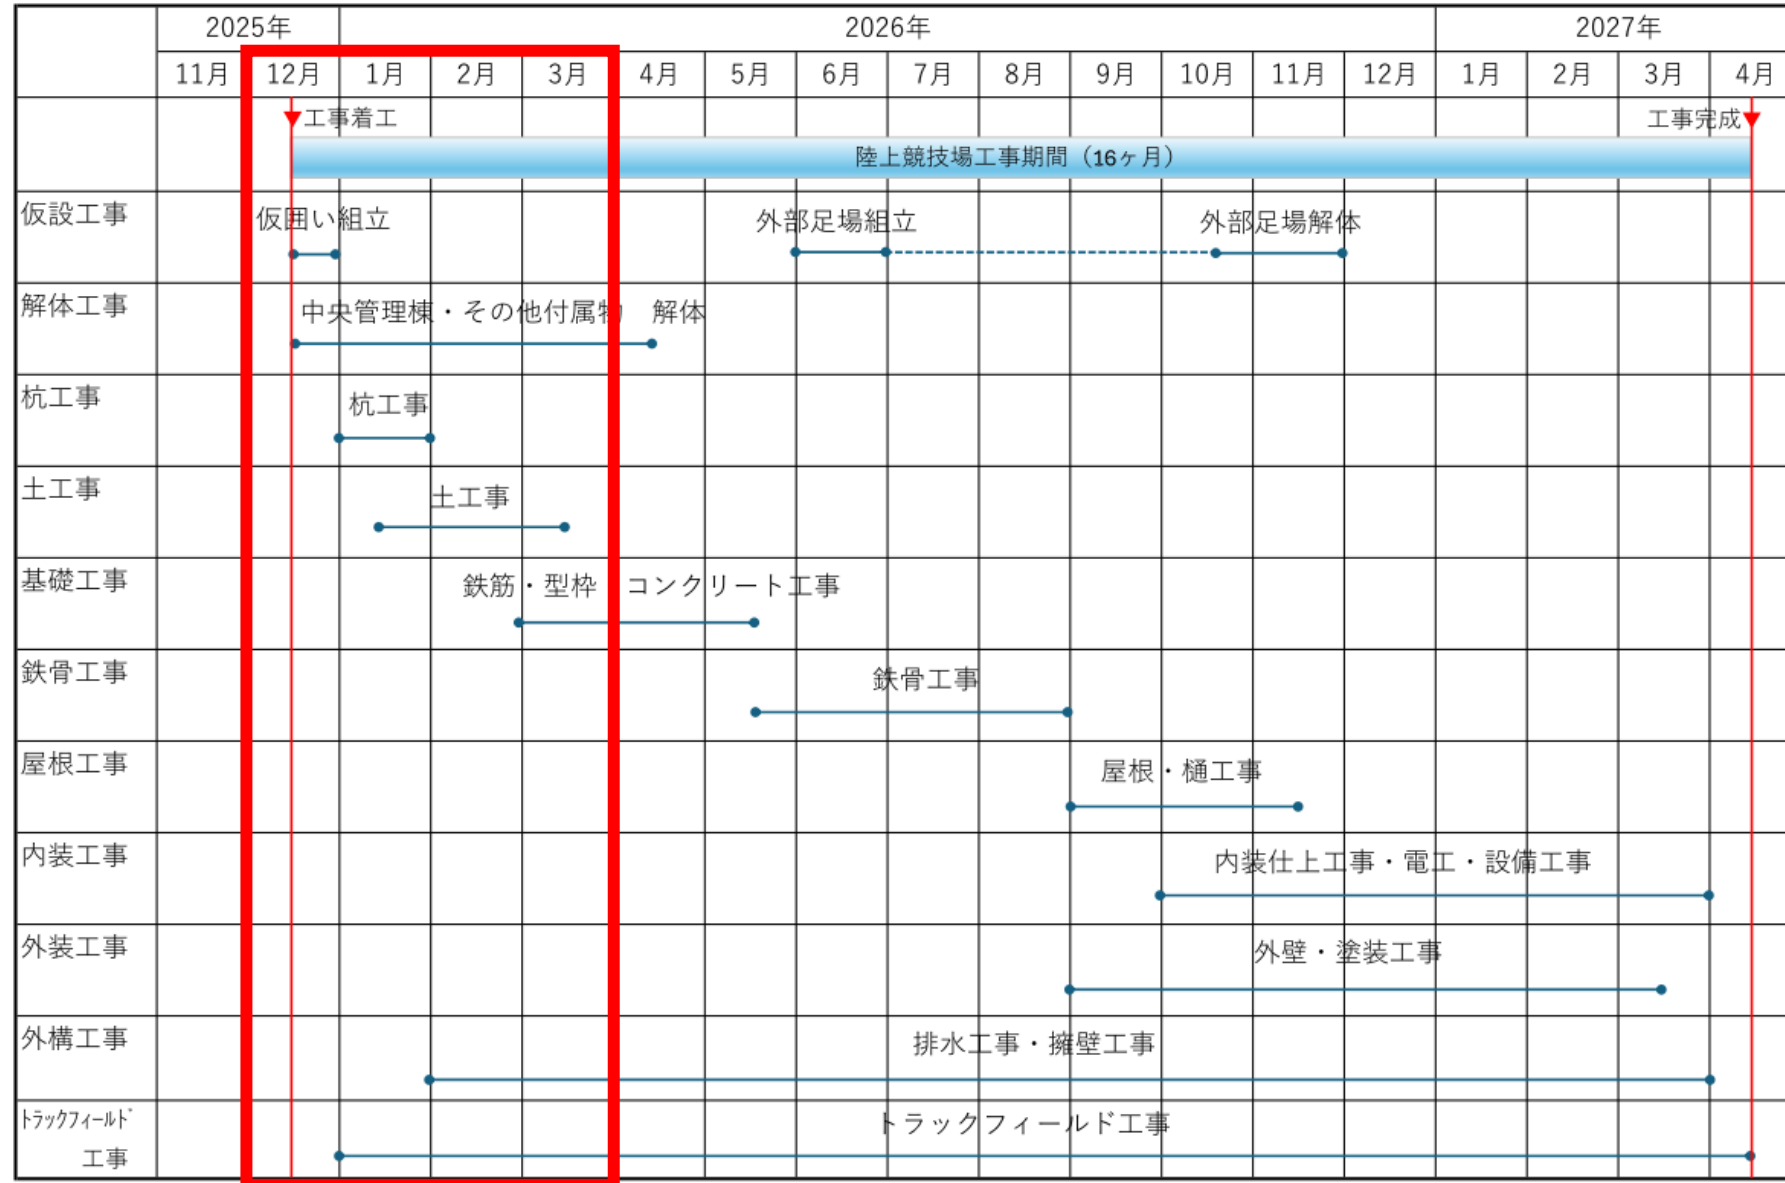 2025年 2026年 2027年
11月 12月 1月 2月 3月 4月 5月 6月 7月 8月 9月 10月 11月 12月 1月 2月 3月 4月
工事着工 工事完成
陸上競技場工事期間（16ヶ月）
仮設工事 仮囲い組立 外部足場組立 外部足場解体
解体工事 中央管理棟・その他付属物 解体
杭工事 杭工事
土工事 土工事
基礎工事 鉄筋・型枠 コンクリート工事
鉄骨工事 鉄骨工事
屋根工事 屋根・樋工事
内装工事 内装仕上工事・電工・設備工事
外装工事 外壁・塗装工事
外構工事 排水工事・擁壁工事
ﾄﾗｯｸﾌｨｰﾙﾄﾞ トラックフィールド工事
工事